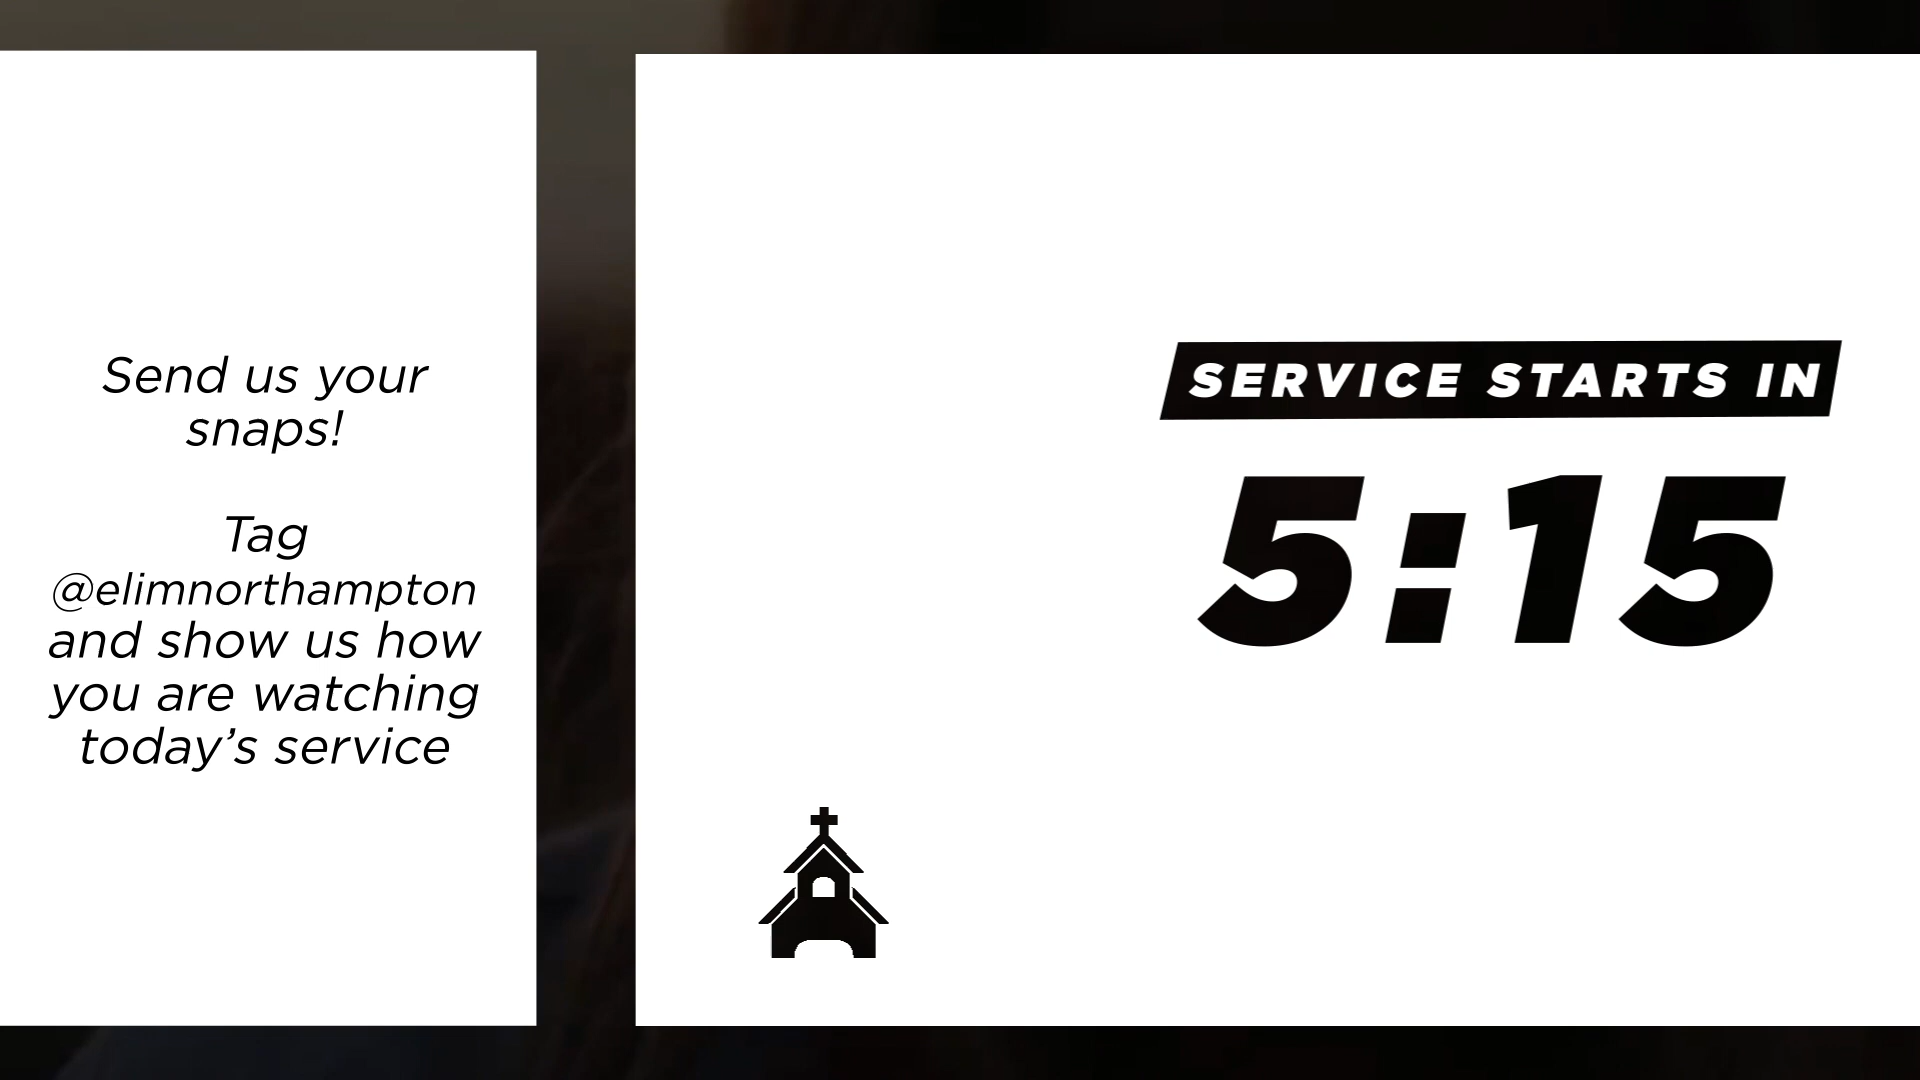 Send us your
snaps!
Tag
@elimnorthampton
and show us how
you are watching
today’s service
SERVICE STARTS IN
5:15